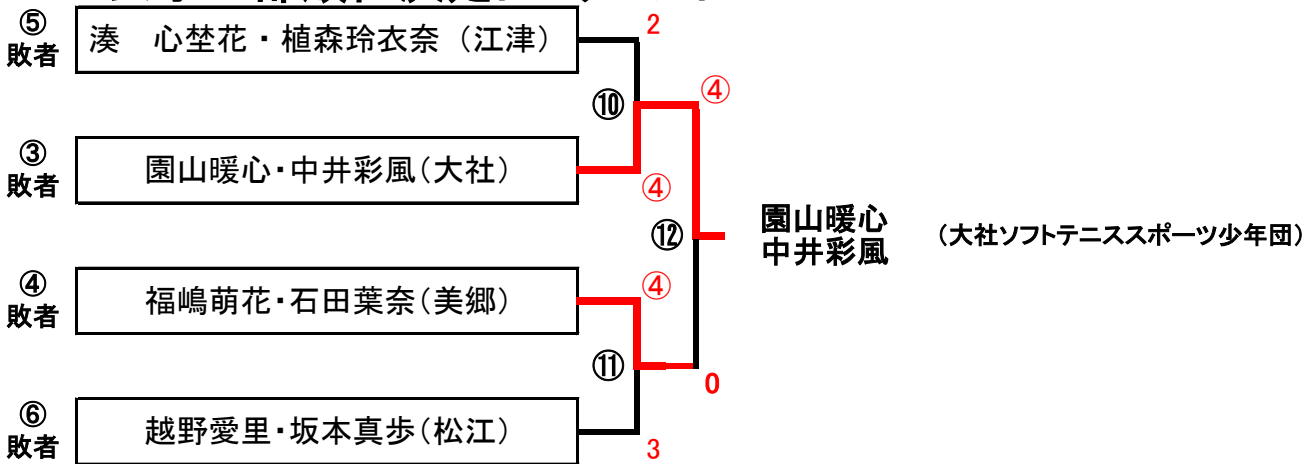 ⑤
敗者
湊　心埜花・植森玲衣奈（江津）
2
⑩
④
③
敗者
園山暖心・中井彩風（大社）
④
⑫
園山暖心
中井彩風
（大社ソフトテニススポーツ少年団）
④
敗者
福嶋萌花・石田葉奈（美郷）
④
⑪
0
⑥
敗者
越野愛里・坂本真歩（松江）
3